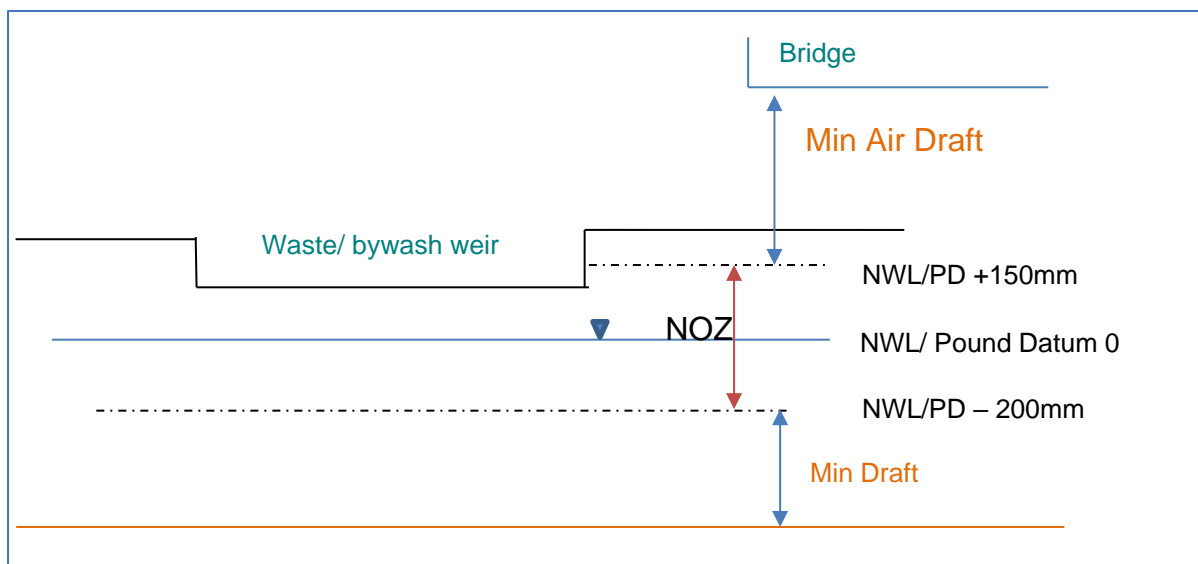 Bridge
Min Air Draft
Waste/ bywash weir
NWL/PD +150mm
NOZ
NWL/ Pound Datum 0
NWL/PD – 200mm
Min Draft